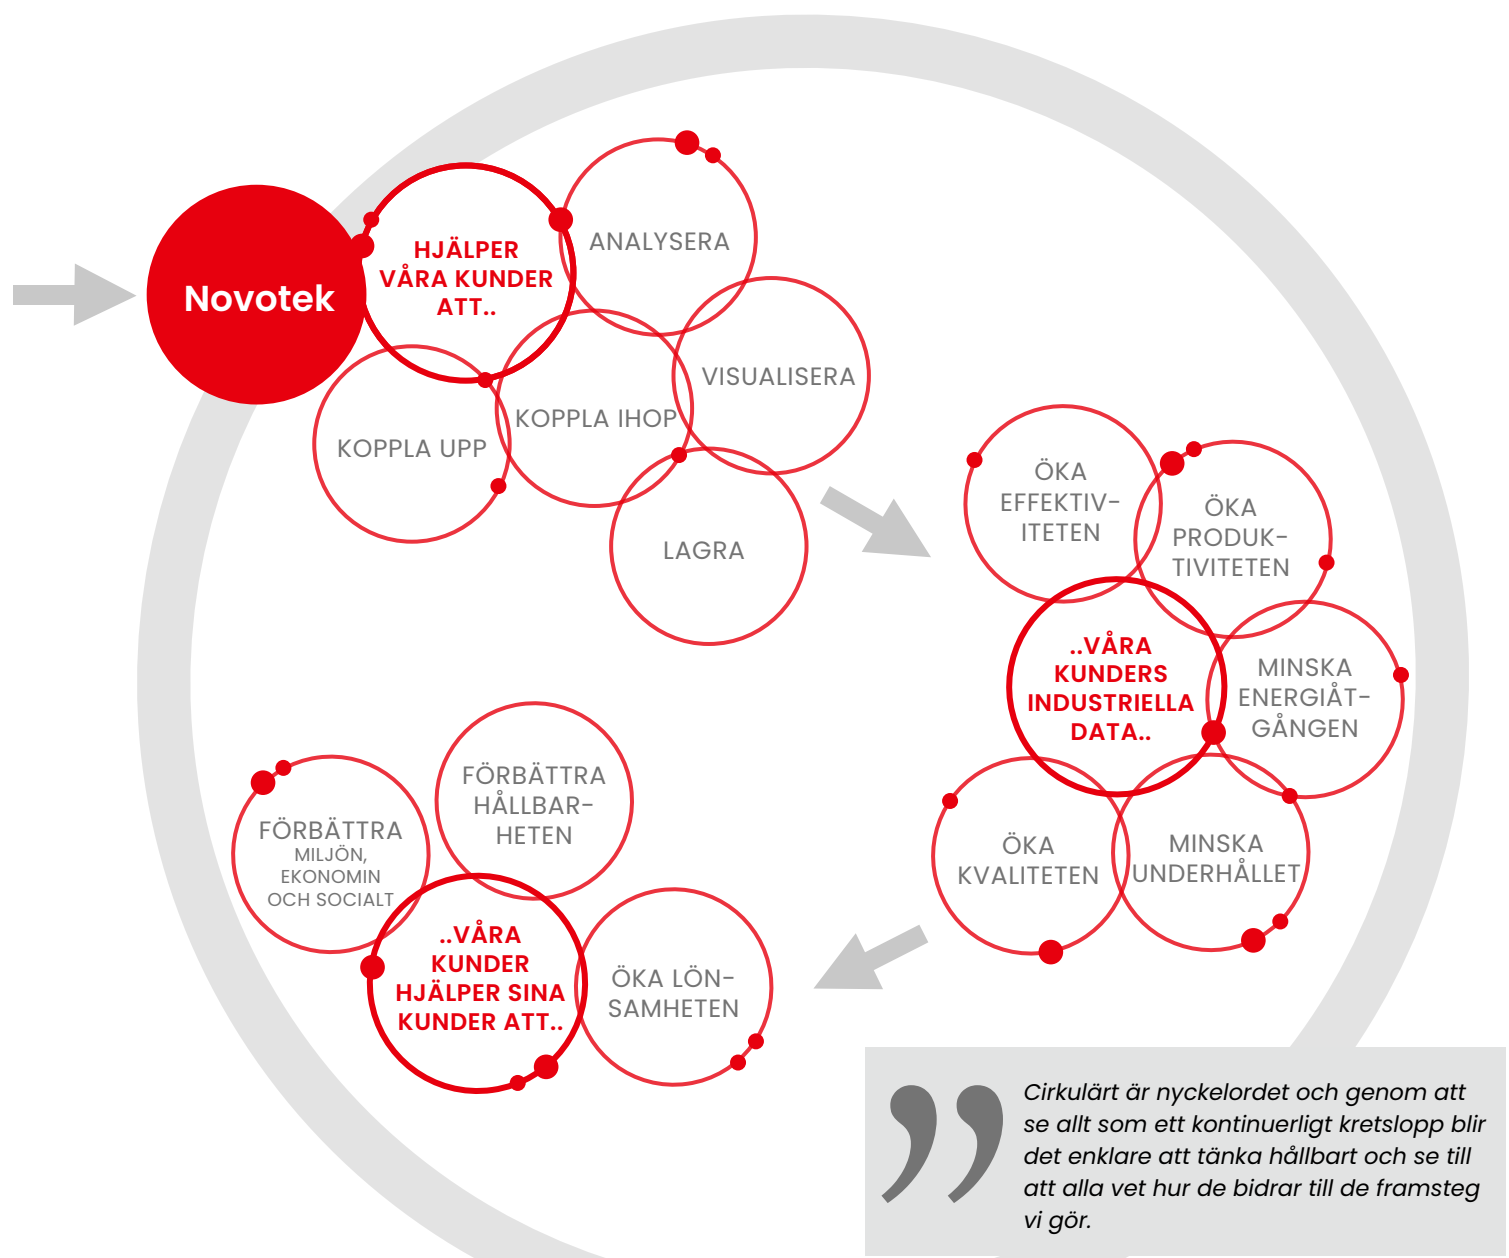 Novotek
HJÄLPER
VÅRA KUNDER
ATT..
ANALYSERA
VISUALISERA
KOPPLA IHOP
KOPPLA UPP
LAGRA
ÖKA
EFFEKTIV-
ITETEN
ÖKA
PRODUK-
TIVITETEN
..VÅRA
KUNDERS
INDUSTRIELLA
DATA..
MINSKA
ENERGIÅT-
GÅNGEN
MINSKA
UNDERHÅLLET
ÖKA
KVALITETEN
FÖRBÄTTRA
HÅLLBAR-
HETEN
FÖRBÄTTRA
MILJÖN,
EKONOMIN
OCH SOCIALT
..VÅRA
KUNDER
HJÄLPER SINA
KUNDER ATT..
ÖKA LÖN-
SAMHETEN
”
Cirkulärt är nyckelordet och genom att
se allt som ett kontinuerligt kretslopp blir
det enklare att tänka hållbart och se till
att alla vet hur de bidrar till de framsteg
vi gör.